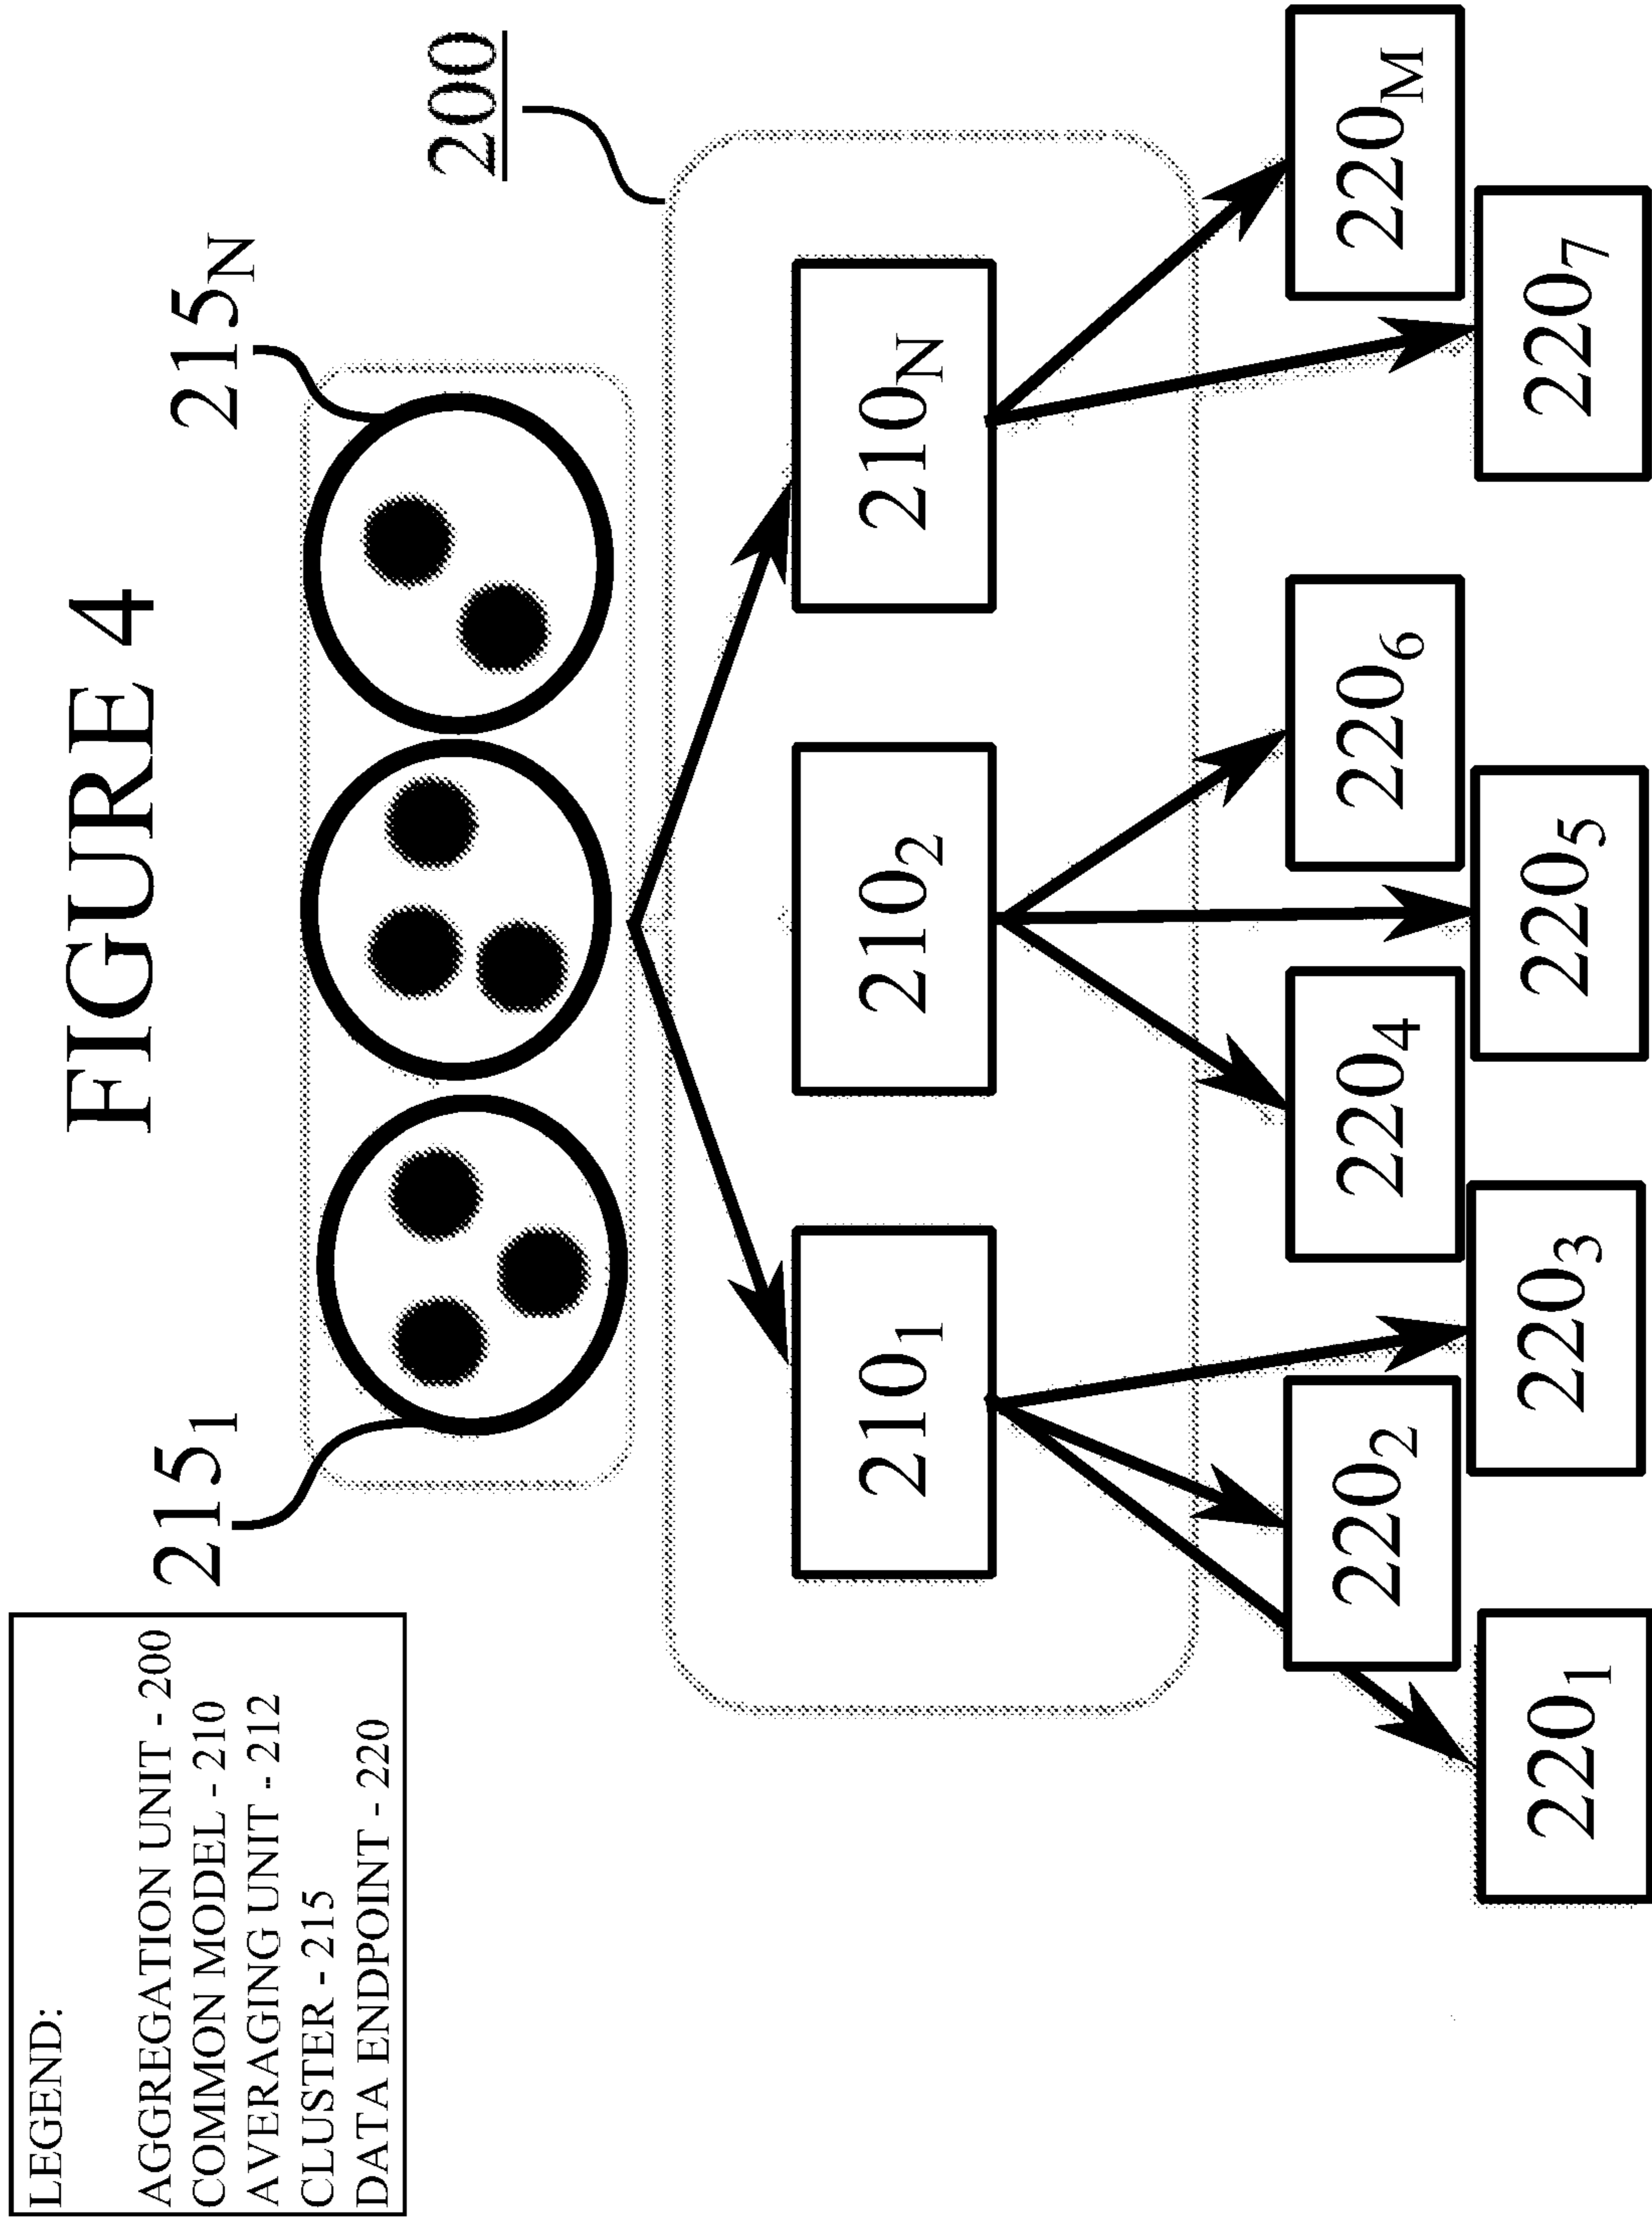 FIGURE 4
LEGEND:
AGGREGATION UNIT - 200
COMMON MODEL - 210
AVERAGING UNIT - 212
CLUSTER - 215
DATA ENDPOINT - 220
215₁
215N
200
210₁
210₂
210N
220₁
220₂
220₃
220₄
220₅
220₆
220₇
220M